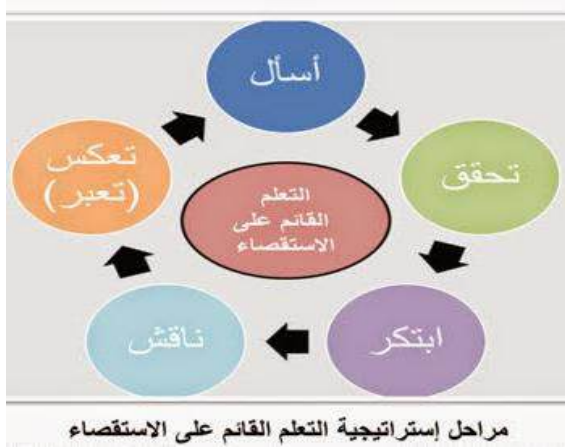 أسأل
تحقق
ابتكر
ناقش
تعكس
(تعبر)
التعلم
القائم على
الاستقصاء
مراحل إستراتيجية التعلم القائم على الاستقصاء